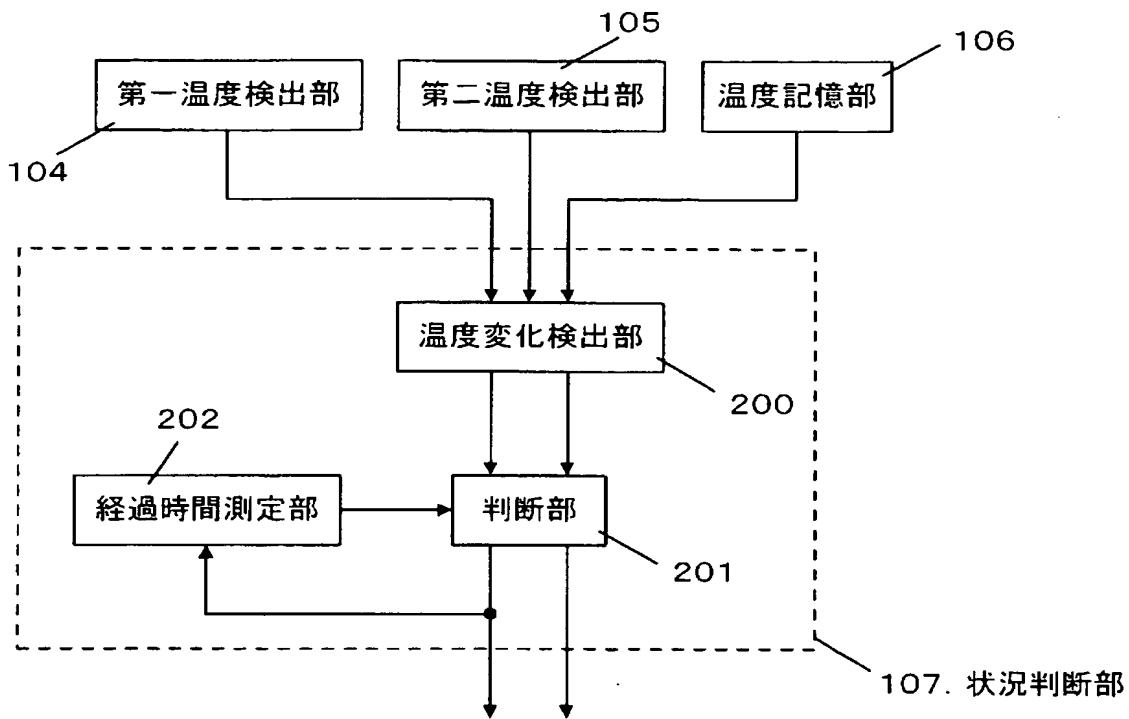 105
106
第一温度検出部
第二温度検出部
温度記憶部
104
温度変化検出部
200
202
経過時間測定部
判断部
201
107. 状況判断部